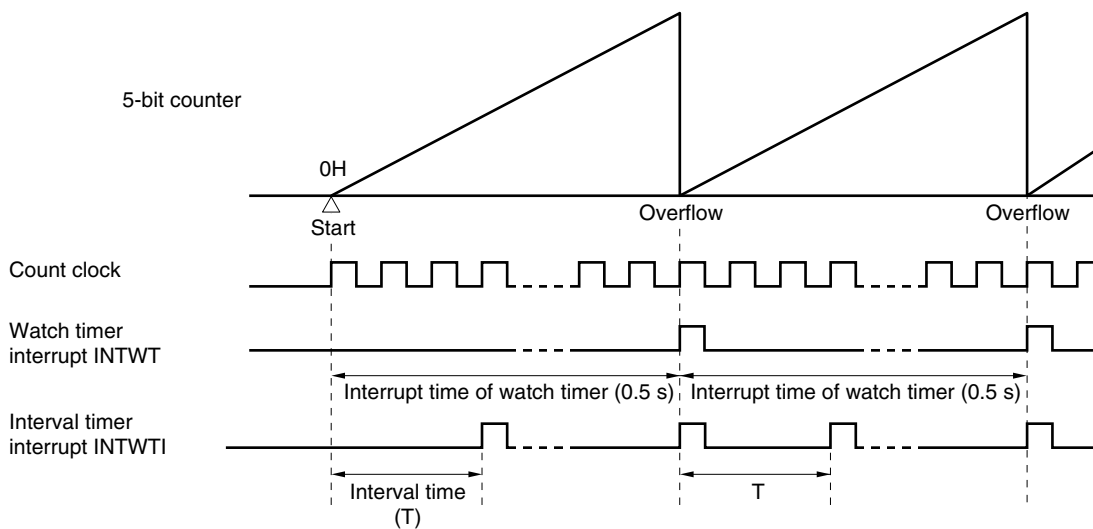 5-bit counter
0H
Start
Overflow
Overflow
Count clock
Watch timer
interrupt INTWT
Interrupt time of watch timer (0.5 s)
Interrupt time of watch timer (0.5 s)
Interval timer
interrupt INTWTI
Interval time
(T)
T